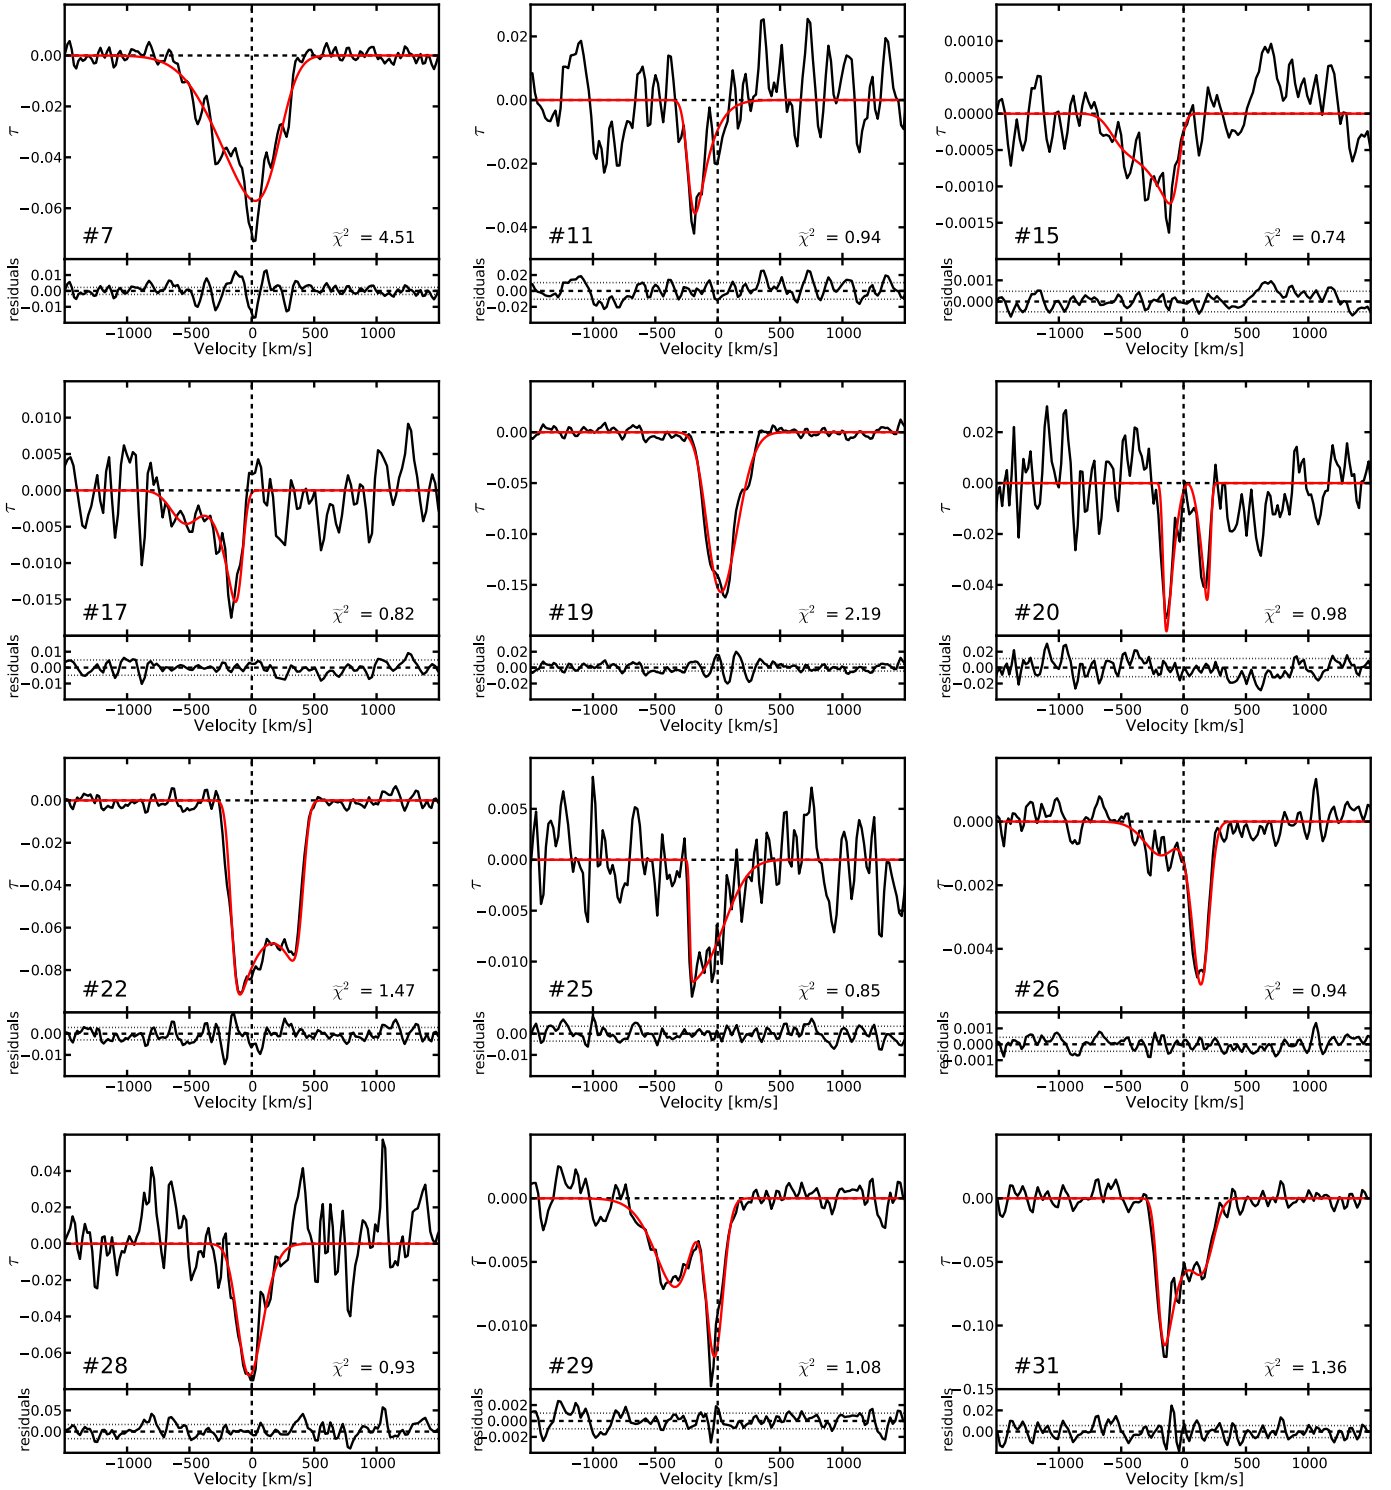 0.00
−0.02
−0.04
−0.06
τ
#7
χ̃² = 4.51
0.01
0.00
−0.01
residuals
−1000 −500 0 500 1000
Velocity [km/s]
0.02
0.00
−0.02
−0.04
τ
#11
χ̃² = 0.94
0.02
0.00
−0.02
residuals
−1000 −500 0 500 1000
Velocity [km/s]
0.0010
0.0005
0.0000
−0.0005
−0.0010
−0.0015
τ
#15
χ̃² = 0.74
0.001
0.000
residuals
−1000 −500 0 500 1000
Velocity [km/s]
0.010
0.005
0.000
−0.005
−0.010
−0.015
τ
#17
χ̃² = 0.82
0.01
0.00
−0.01
residuals
−1000 −500 0 500 1000
Velocity [km/s]
0.00
−0.05
−0.10
−0.15
τ
#19
χ̃² = 2.19
0.02
0.00
−0.02
residuals
−1000 −500 0 500 1000
Velocity [km/s]
0.02
0.00
−0.02
−0.04
τ
#20
χ̃² = 0.98
0.02
0.00
−0.02
residuals
−1000 −500 0 500 1000
Velocity [km/s]
0.00
−0.02
−0.04
−0.06
−0.08
τ
#22
χ̃² = 1.47
0.00
−0.01
residuals
−1000 −500 0 500 1000
Velocity [km/s]
0.005
0.000
−0.005
−0.010
τ
#25
χ̃² = 0.85
0.01
0.00
−0.01
residuals
−1000 −500 0 500 1000
Velocity [km/s]
0.000
−0.002
−0.004
τ
#26
χ̃² = 0.94
0.001
0.000
−0.001
residuals
−1000 −500 0 500 1000
Velocity [km/s]
0.04
0.02
0.00
−0.02
−0.04
−0.06
τ
#28
χ̃² = 0.93
0.05
0.00
residuals
−1000 −500 0 500 1000
Velocity [km/s]
0.000
−0.005
−0.010
τ
#29
χ̃² = 1.08
0.002
0.000
−0.002
residuals
−1000 −500 0 500 1000
Velocity [km/s]
0.00
−0.05
−0.10
−0.15
τ
#31
χ̃² = 1.36
0.02
0.00
residuals
−1000 −500 0 500 1000
Velocity [km/s]